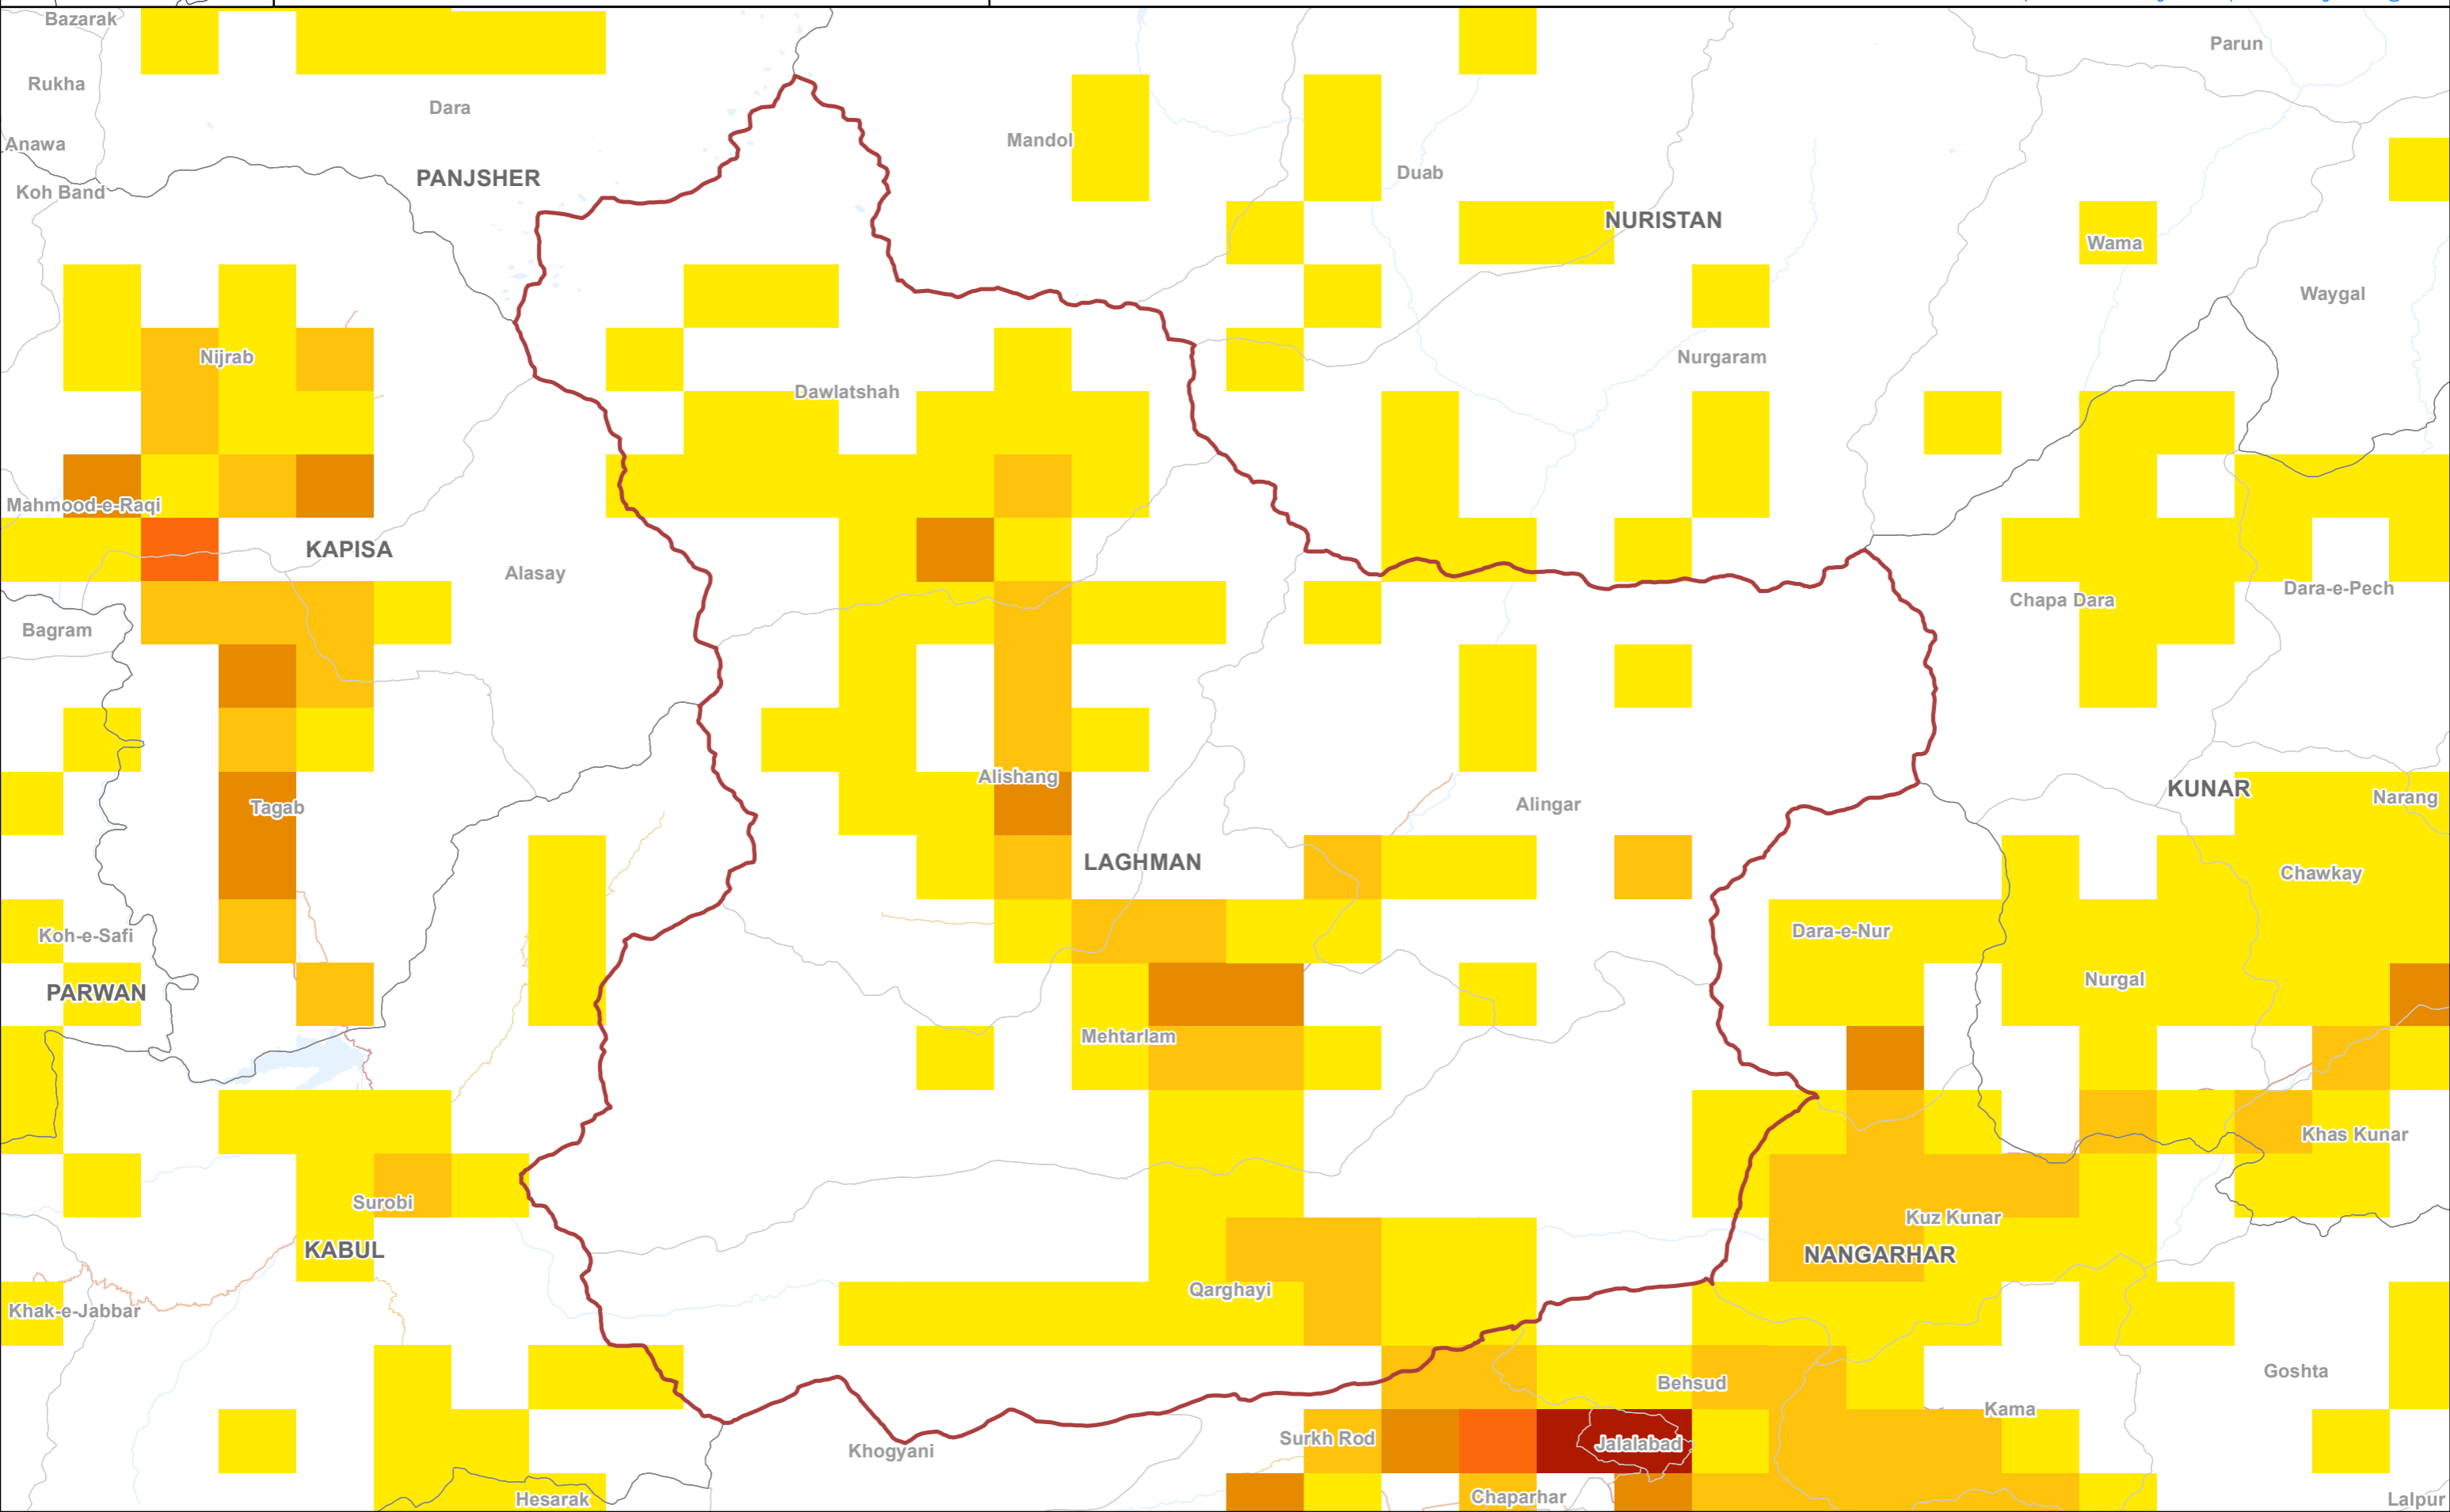 Bazarak
Parun
Rukha
Dara
Anawa
Mandol
Duab
PANJSHER
Koh Band
NURISTAN
Wama
Waygal
Nijrab
Nurgaram
Dawlatshah
Mahmood-e-Raqi
KAPISA
Alasay
Dara-e-Pech
Chapa Dara
Bagram
Alishang
KUNAR
Narang
Tagab
Alingar
LAGHMAN
Chawkay
Koh-e-Safi
Dara-e-Nur
Nurgal
PARWAN
Mehtarlam
Khas Kunar
Surobi
Kuz Kunar
KABUL
NANGARHAR
Qarghayi
Khak-e-Jabbar
Goshta
Behsud
Kama
Surkh Rod
Jalalabad
Khogyani
Chaparhar
Hesarak
Lalpur